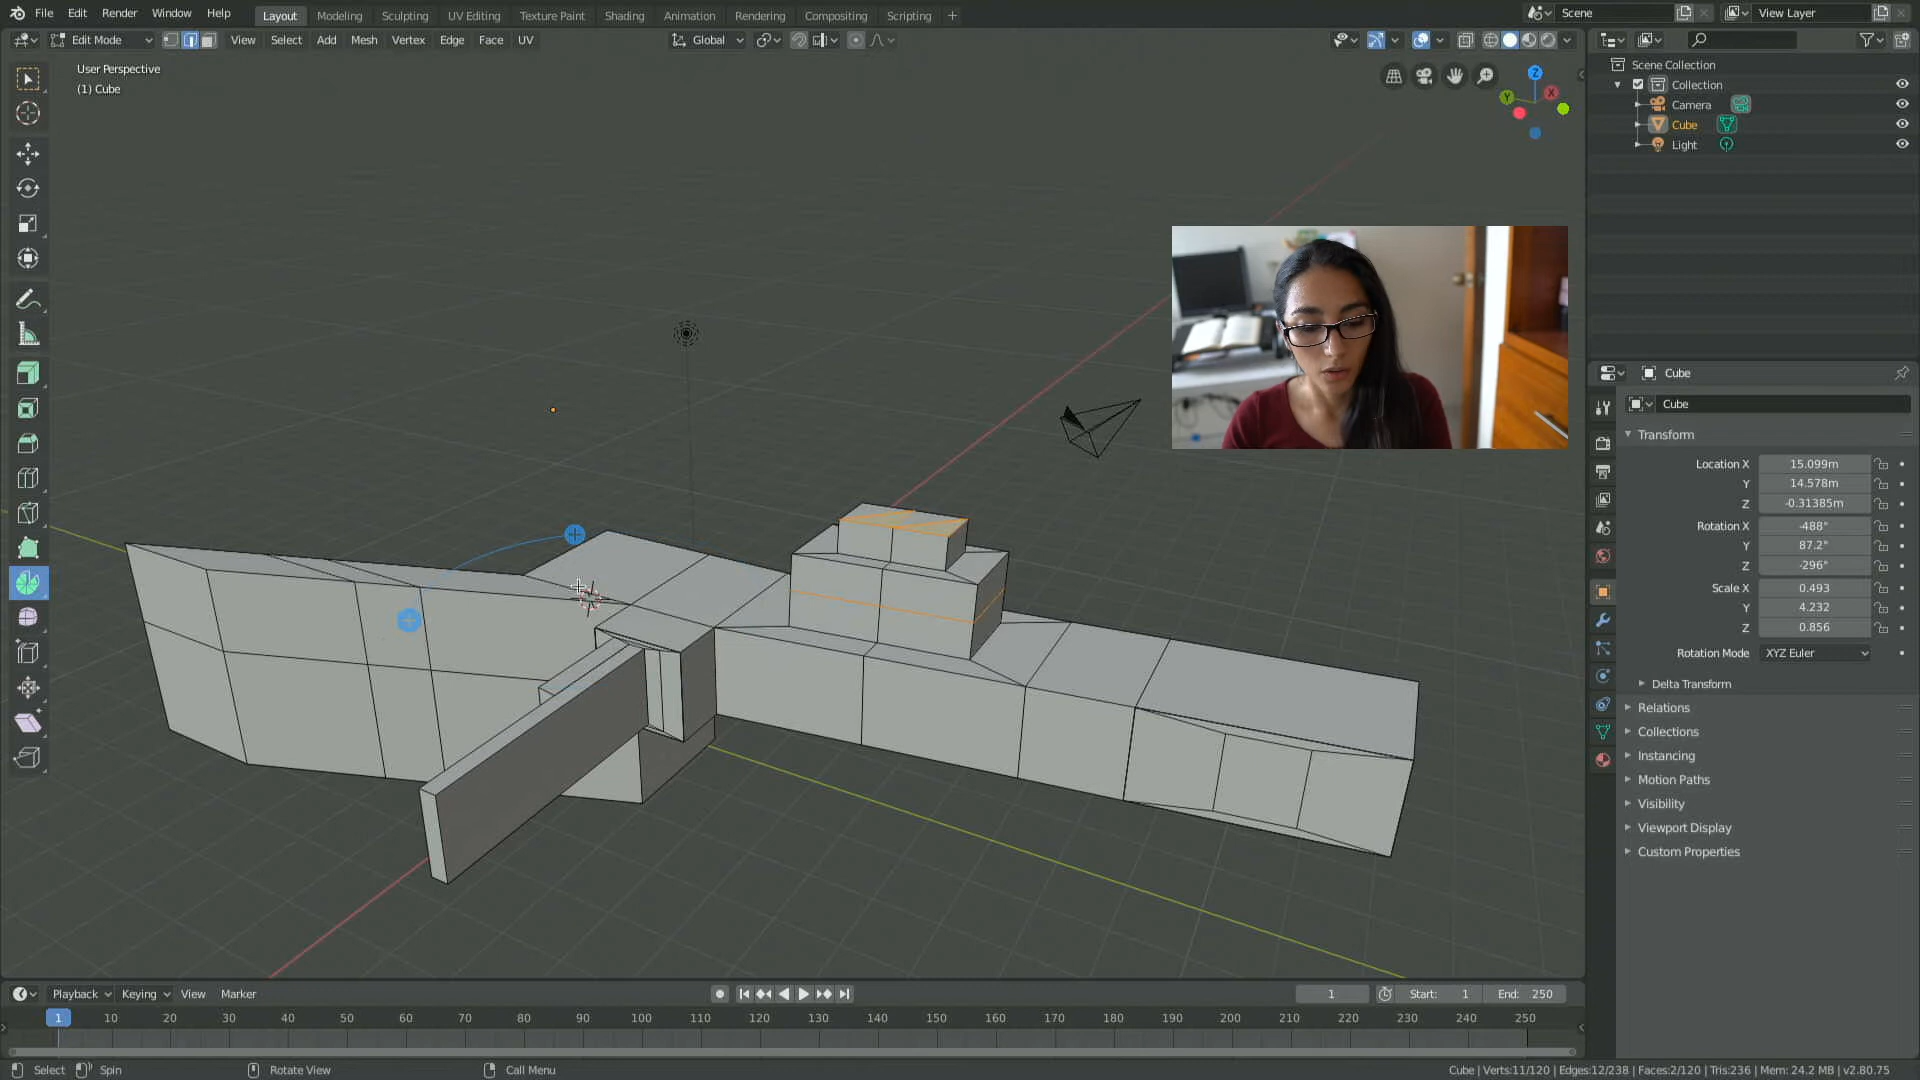 File Edit Render Window Help Layout Modeling Sculpting UV Editing Texture Paint Shading Animation Rendering Compositing Scripting + Scene View Layer
Edit Mode View Select Add Mesh Vertex Edge Face UV Global
User Perspective
(1) Cube
Z
Y
X
Scene Collection
Collection
Camera
Cube
Light
Cube
Cube
Transform
Location X 15.099m
Y 14.578m
Z -0.31385m
Rotation X -488°
Y 87.2°
Z -296°
Scale X 0.493
Y 4.232
Z 0.856
Rotation Mode XYZ Euler
Delta Transform
Relations
Collections
Instancing
Motion Paths
Visibility
Viewport Display
Custom Properties
Playback Keying View Marker 1 Start: 1 End: 250
1 10 20 30 40 50 60 70 80 90 100 110 120 130 140 150 160 170 180 190 200 210 220 230 240 250
Select Spin Rotate View Call Menu Cube | Verts:11/120 | Edges:12/238 | Faces:2/120 | Tris:236 | Mem: 24.2 MB | v2.80.75